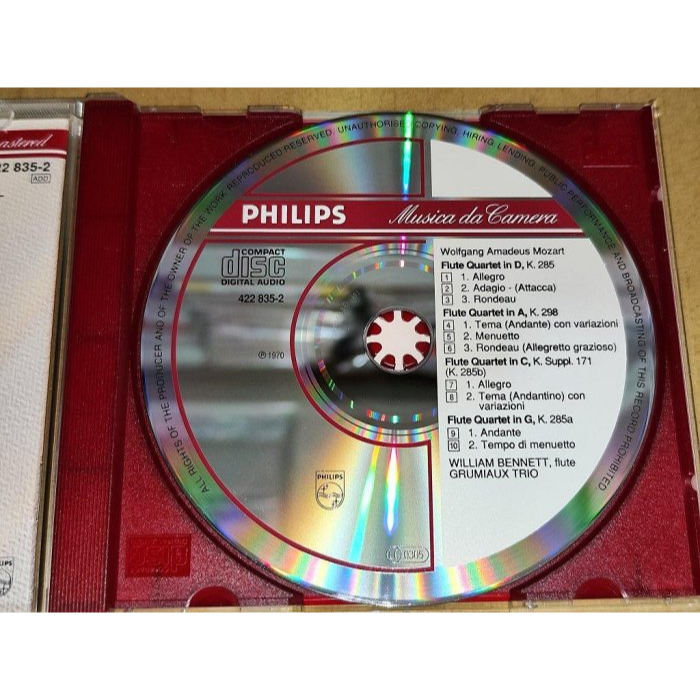 astered
22 835-2
ADD
PHILIPS
ALL RIGHTS OF THE PRODUCER AND OF THE OWNER OF THE WORK REPRODUCED RESERVED. UNAUTHORISED COPYING, HIRING, LENDING, PUBLIC PERFORMANCE AND BROADCASTING OF THIS RECORD PROHIBITED
PHILIPS Musica da Camera
COMPACT
disc
DIGITAL AUDIO
422 835-2
℗ 1970
Wolfgang Amadeus Mozart
Flute Quartet in D, K. 285
1 1. Allegro
2 2. Adagio - (Attacca)
3 3. Rondeau
Flute Quartet in A, K. 298
4 1. Tema (Andante) con variazioni
5 2. Menuetto
6 3. Rondeau (Allegretto grazioso)
Flute Quartet in C, K. Suppl. 171
(K. 285b)
7 1. Allegro
8 2. Tema (Andantino) con
variazioni
Flute Quartet in G, K. 285a
9 1. Andante
10 2. Tempo di menuetto
WILLIAM BENNETT, flute
GRUMIAUX TRIO
PHILIPS
0305